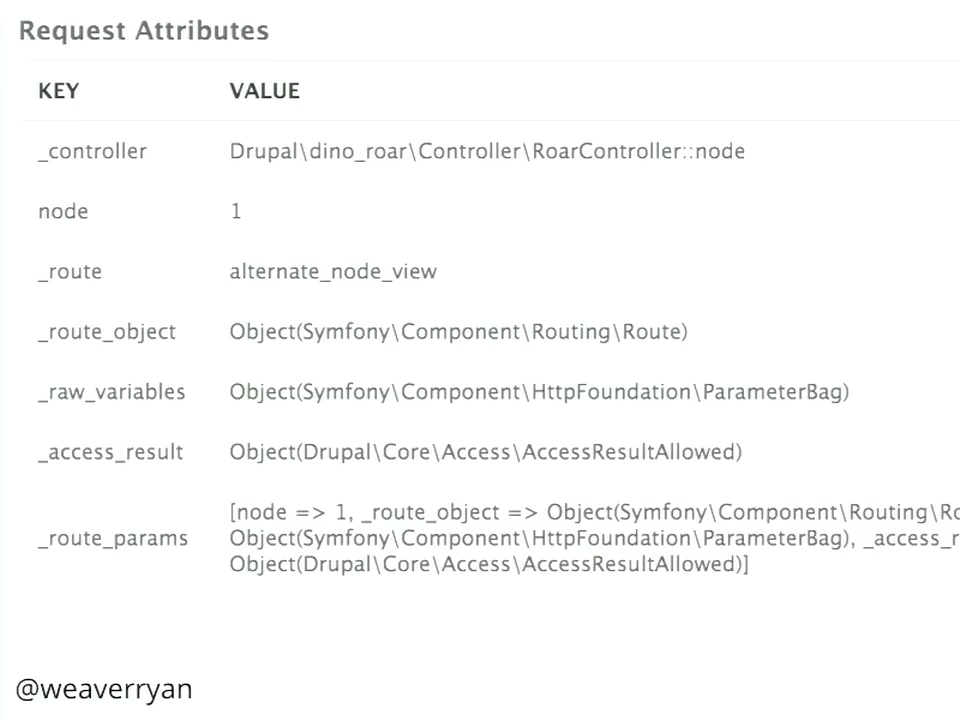 Request Attributes
KEY VALUE
_controller Drupal\dino_roar\Controller\RoarController::node
node 1
_route alternate_node_view
_route_object Object(Symfony\Component\Routing\Route)
_raw_variables Object(Symfony\Component\HttpFoundation\ParameterBag)
_access_result Object(Drupal\Core\Access\AccessResultAllowed)
[node => 1, _route_object => Object(Symfony\Component\Routing\Ro
_route_params Object(Symfony\Component\HttpFoundation\ParameterBag), _access_r
Object(Drupal\Core\Access\AccessResultAllowed)]
@weaverryan